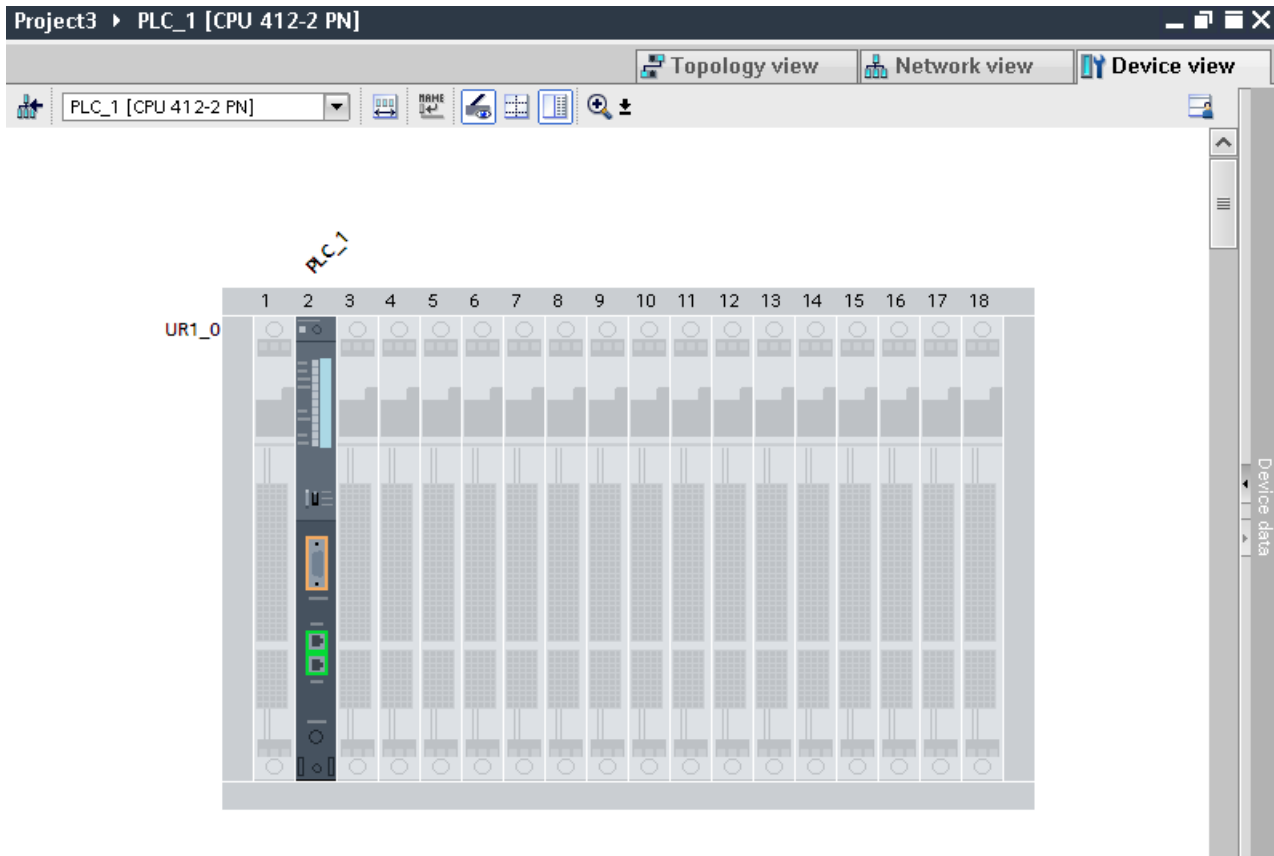 Project3 ▸ PLC_1 [CPU 412-2 PN]
Topology view Network view Device view
PLC_1 [CPU 412-2 PN]
NAME
PLC_1
1 2 3 4 5 6 7 8 9 10 11 12 13 14 15 16 17 18
UR1_0
Device data